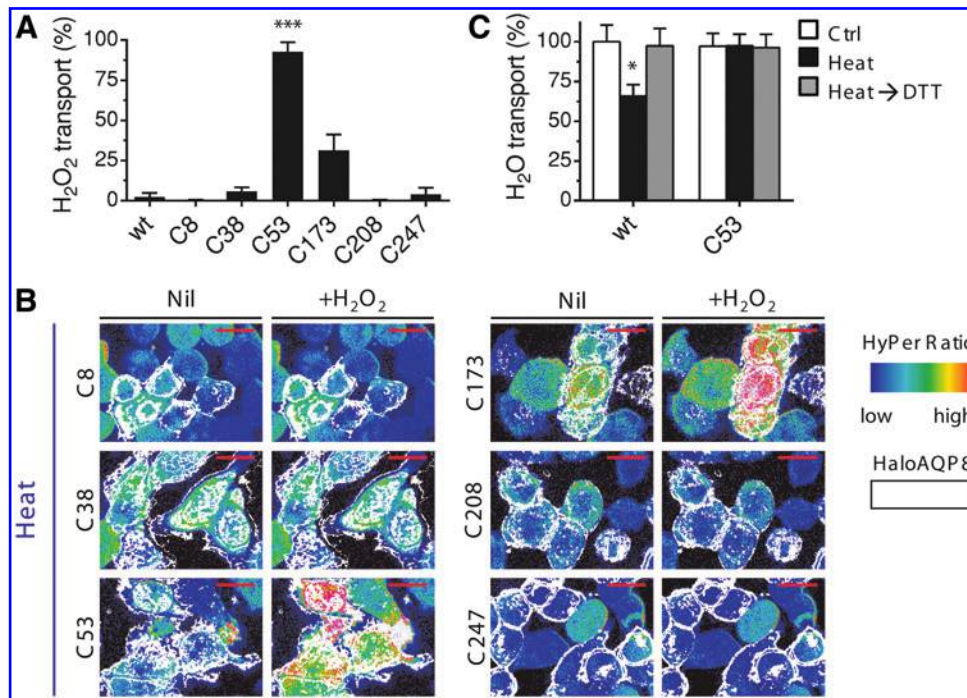 A
H₂O₂ transport (%)
100
75
50
25
0
***
wt
C8
C38
C53
C173
C208
C247
C
H₂O transport (%)
100
75
50
25
0
*
wt
C53
Ctrl
Heat
Heat → DTT
B
Heat
Nil
+H₂O₂
C8
C38
C53
Nil
+H₂O₂
C173
C208
C247
HyPer Ratio
low
high
HaloAQP8